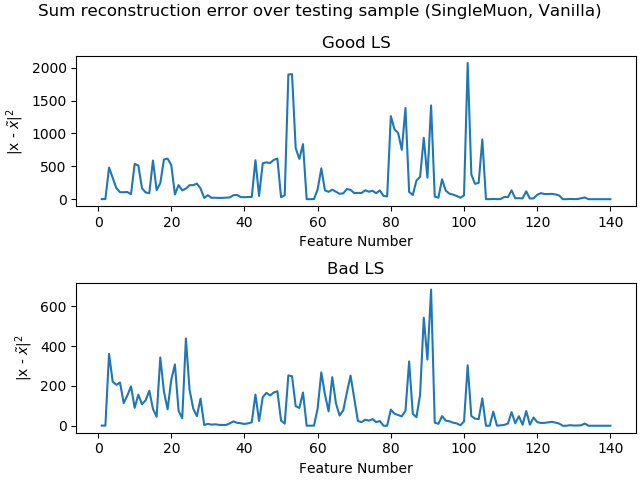 Sum reconstruction error over testing sample (SingleMuon, Vanilla)
Good LS
|x - x̃|²
2000
1500
1000
500
0
0 20 40 60 80 100 120 140
Feature Number
Bad LS
|x - x̃|²
600
400
200
0
0 20 40 60 80 100 120 140
Feature Number